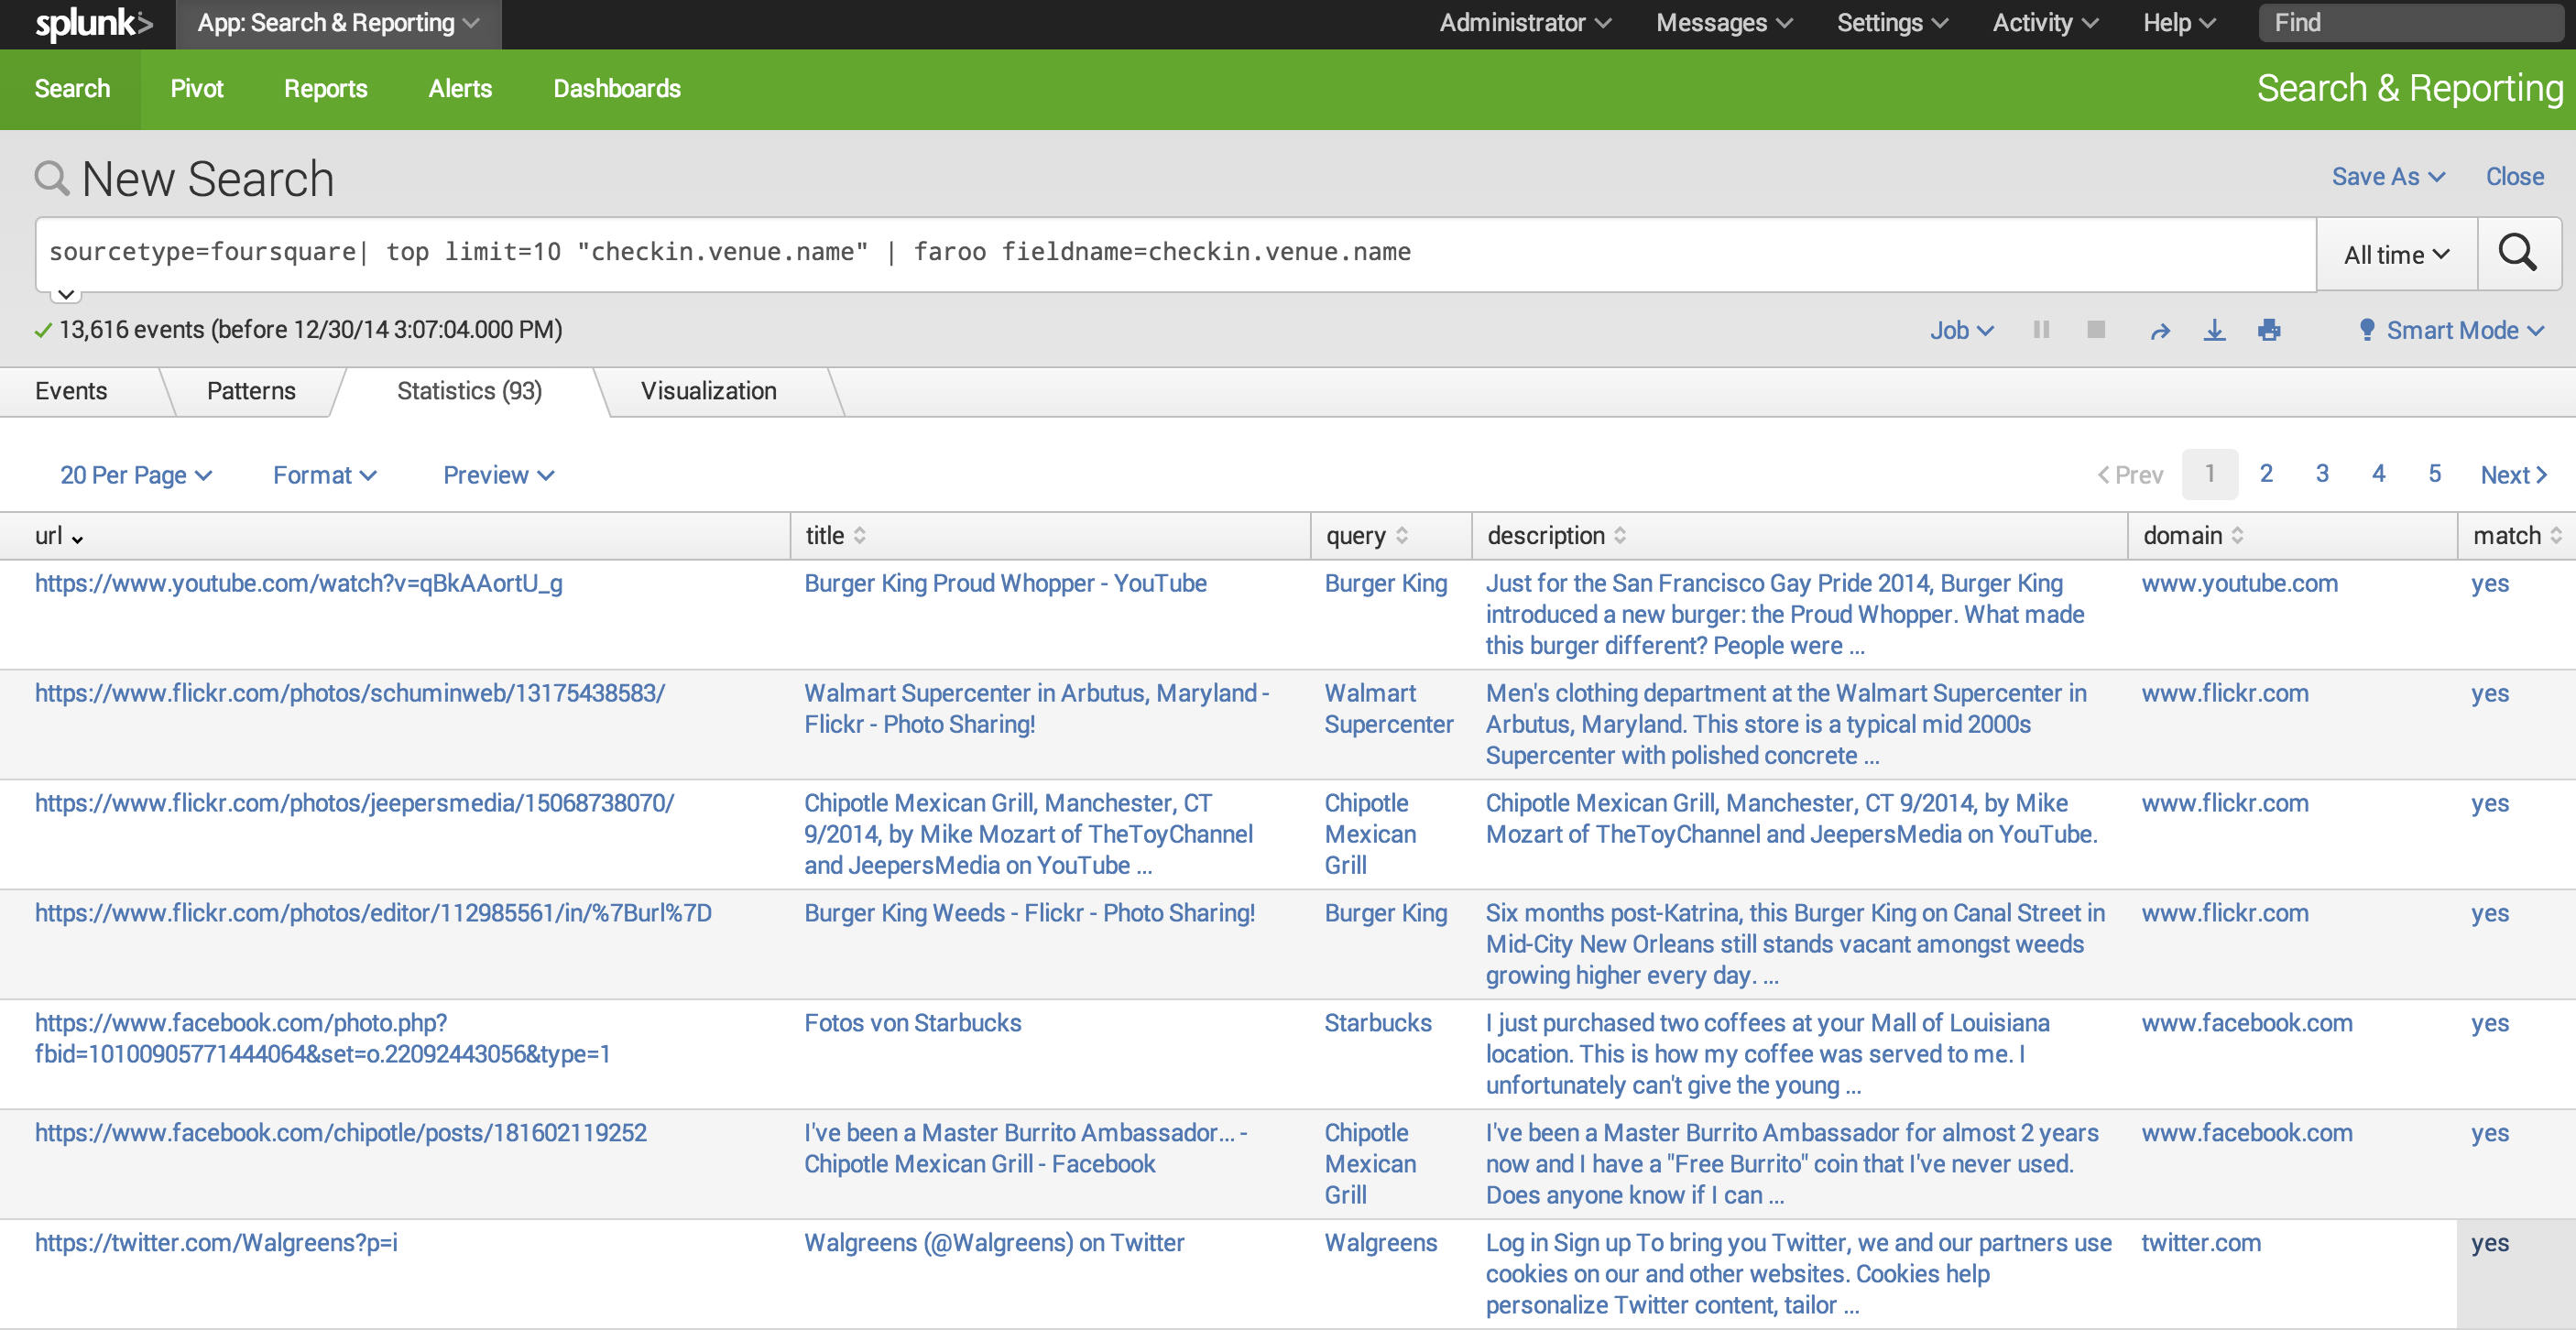 splunk> App: Search & Reporting Administrator Messages Settings Activity Help Find
Search Pivot Reports Alerts Dashboards Search & Reporting
New Search Save As Close
sourcetype=foursquare| top limit=10 "checkin.venue.name" | faroo fieldname=checkin.venue.name All time
13,616 events (before 12/30/14 3:07:04.000 PM) Job Smart Mode
Events Patterns Statistics (93) Visualization
20 Per Page Format Preview Prev 1 2 3 4 5 Next
url title query description domain match
https://www.youtube.com/watch?v=qBkAAortU_g Burger King Proud Whopper - YouTube Burger King Just for the San Francisco Gay Pride 2014, Burger King www.youtube.com yes
introduced a new burger: the Proud Whopper. What made
this burger different? People were ...
https://www.flickr.com/photos/schuminweb/13175438583/ Walmart Supercenter in Arbutus, Maryland - Walmart Men's clothing department at the Walmart Supercenter in www.flickr.com yes
Flickr - Photo Sharing! Supercenter Arbutus, Maryland. This store is a typical mid 2000s
Supercenter with polished concrete ...
https://www.flickr.com/photos/jeepersmedia/15068738070/ Chipotle Mexican Grill, Manchester, CT Chipotle Chipotle Mexican Grill, Manchester, CT 9/2014, by Mike www.flickr.com yes
9/2014, by Mike Mozart of TheToyChannel Mexican Mozart of TheToyChannel and JeepersMedia on YouTube.
and JeepersMedia on YouTube ... Grill
https://www.flickr.com/photos/editor/112985561/in/%7Burl%7D Burger King Weeds - Flickr - Photo Sharing! Burger King Six months post-Katrina, this Burger King on Canal Street in www.flickr.com yes
Mid-City New Orleans still stands vacant amongst weeds
growing higher every day. ...
https://www.facebook.com/photo.php? Fotos von Starbucks Starbucks I just purchased two coffees at your Mall of Louisiana www.facebook.com yes
fbid=10100905771444064&set=o.22092443056&type=1 location. This is how my coffee was served to me. I
unfortunately can't give the young ...
https://www.facebook.com/chipotle/posts/181602119252 I've been a Master Burrito Ambassador... - Chipotle I've been a Master Burrito Ambassador for almost 2 years www.facebook.com yes
Chipotle Mexican Grill - Facebook Mexican now and I have a "Free Burrito" coin that I've never used.
Grill Does anyone know if I can ...
https://twitter.com/Walgreens?p=i Walgreens (@Walgreens) on Twitter Walgreens Log in Sign up To bring you Twitter, we and our partners use twitter.com yes
cookies on our and other websites. Cookies help
personalize Twitter content, tailor ...